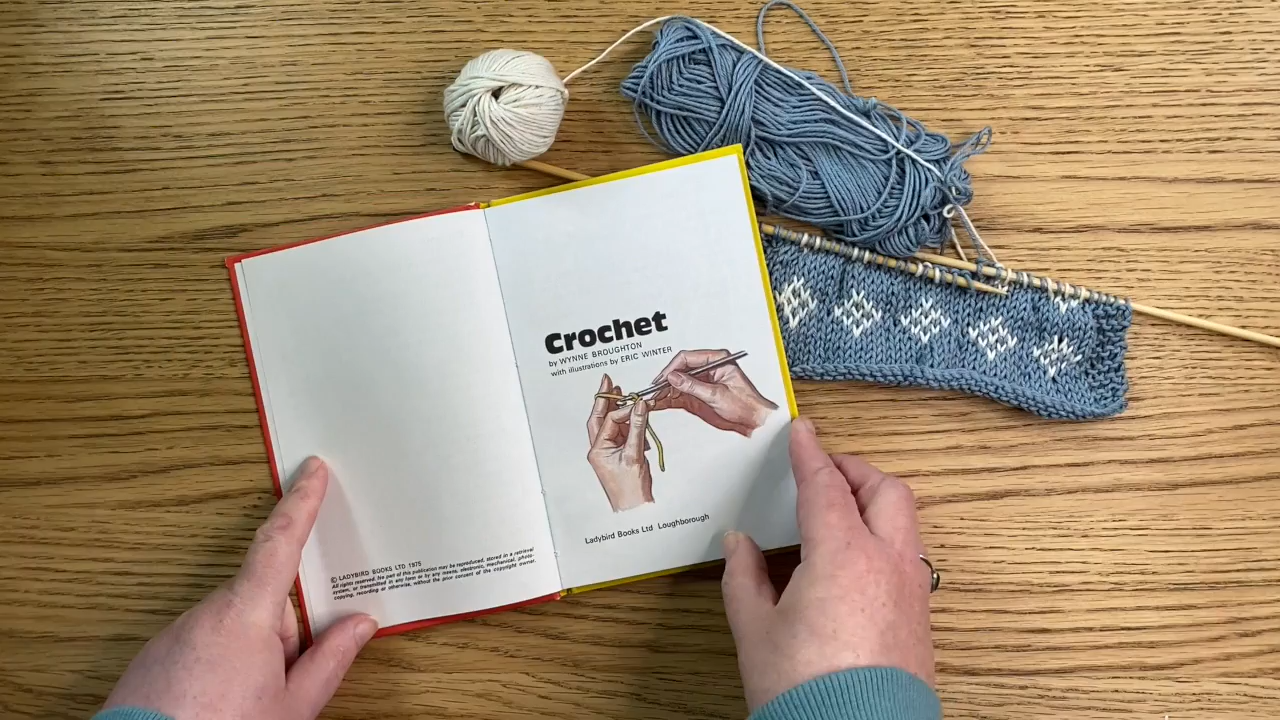 © LADYBIRD BOOKS LTD 1975
All rights reserved. No part of this publication may be reproduced, stored in a retrieval
system, or transmitted in any form or by any means, electronic, mechanical, photo-
copying, recording or otherwise, without the prior consent of the copyright owner.
Crochet
by WYNNE BROUGHTON
with illustrations by ERIC WINTER
Ladybird Books Ltd Loughborough